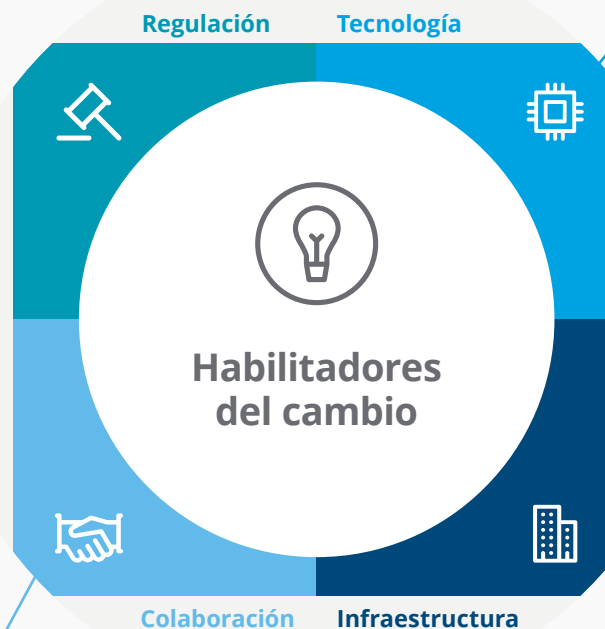 Regulación
Tecnología
Habilitadores
del cambio
Colaboración
Infraestructura